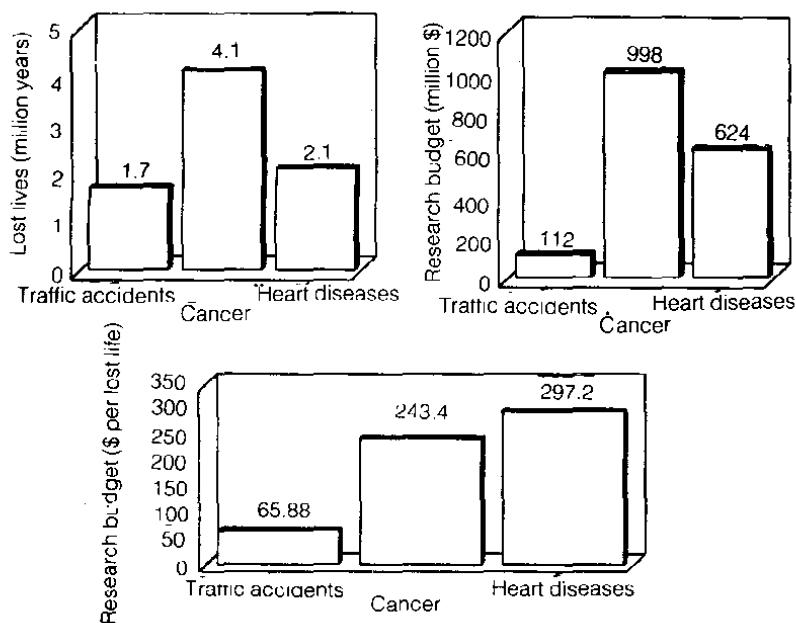 Lost lives (million years)
5
4
3
2
1
0
1.7
4.1
2.1
Traffic accidents
Cancer
Heart diseases
Research budget (million $)
1200
1000
800
600
400
200
0
112
998
624
Traffic accidents
Cancer
Heart diseases
Research budget ($ per lost life)
350
300
250
200
150
100
50
0
65.88
243.4
297.2
Traffic accidents
Cancer
Heart diseases